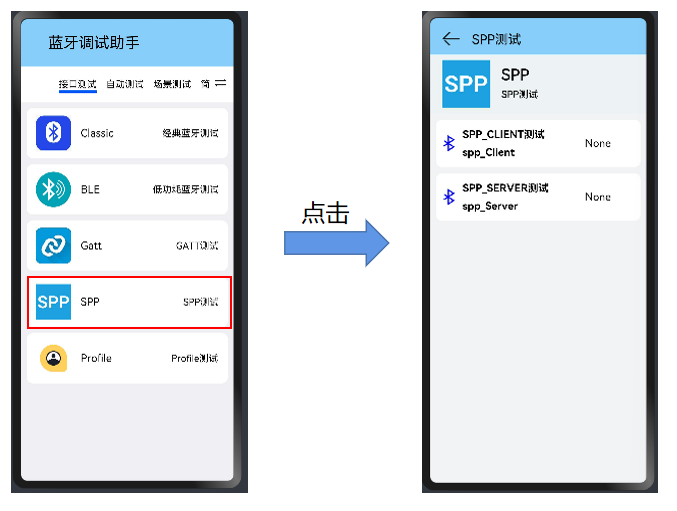 蓝牙调试助手
接口测试 自动测试 场景测试 简
Classic 经典蓝牙测试
BLE 低功耗蓝牙测试
Gatt GATT测试
SPP SPP SPP测试
Profile Profile测试
点击
SPP测试
SPP SPP
SPP测试
SPP_CLIENT测试
spp_Client None
SPP_SERVER测试
spp_Server None